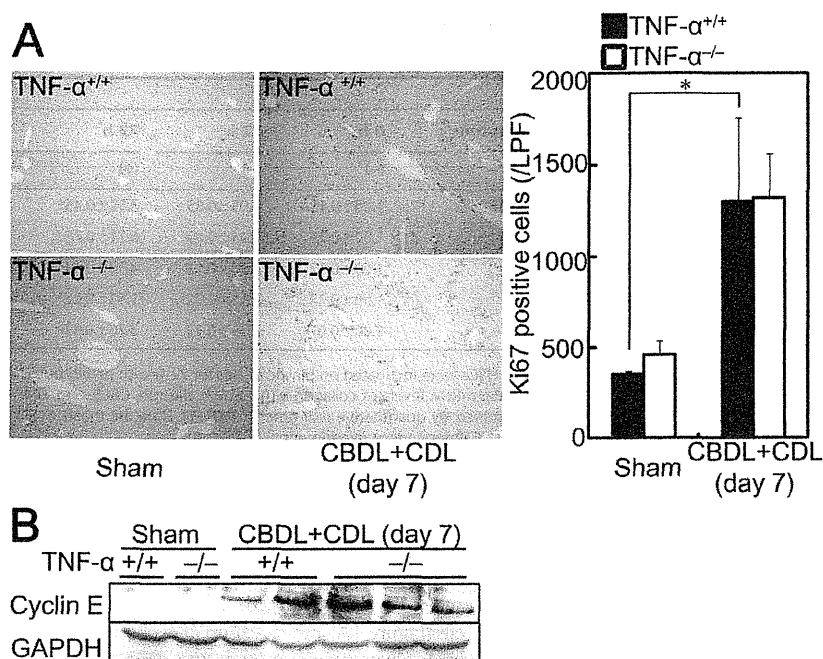 A
TNF-α+/+
TNF-α−/−
TNF-α+/+
TNF-α+/+
TNF-α−/−
TNF-α−/−
Sham
CBDL+CDL
(day 7)
Ki67 positive cells (/LPF)
2000
1500
1000
500
0
*
Sham
CBDL+CDL
(day 7)
B
Sham
CBDL+CDL (day 7)
TNF-α +/+ −/− +/+ −/−
Cyclin E
GAPDH